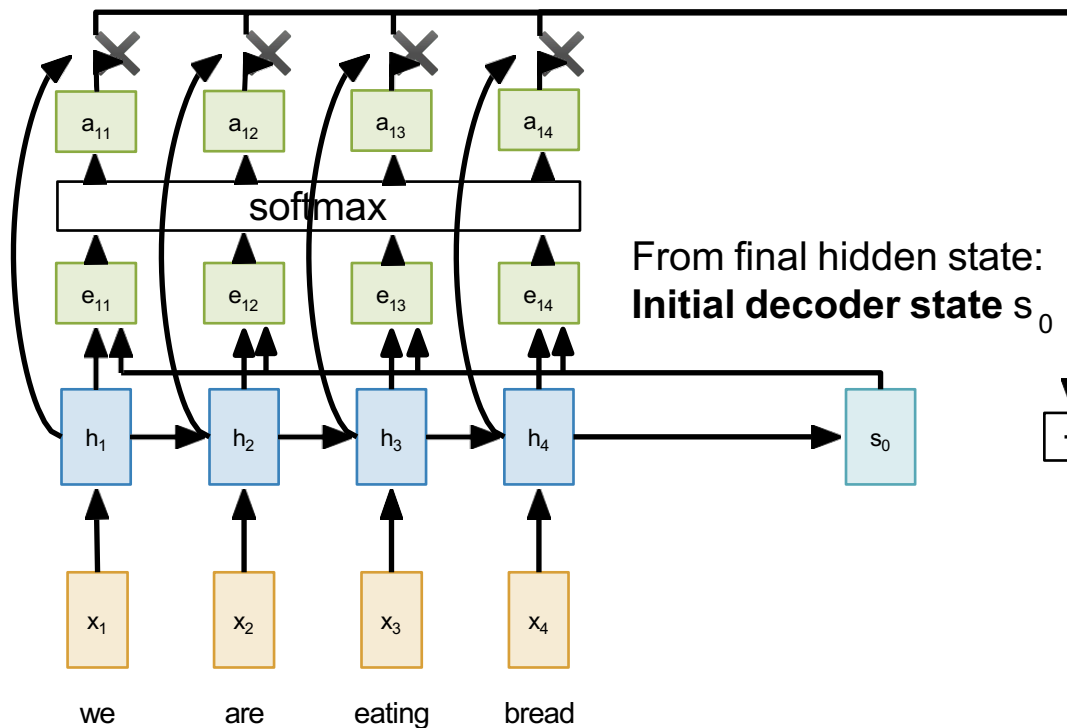 a11 a12 a13 a14
softmax
e11 e12 e13 e14
From final hidden state:
Initial decoder state s0
h1 h2 h3 h4 s0
x1 x2 x3 x4
we are eating bread